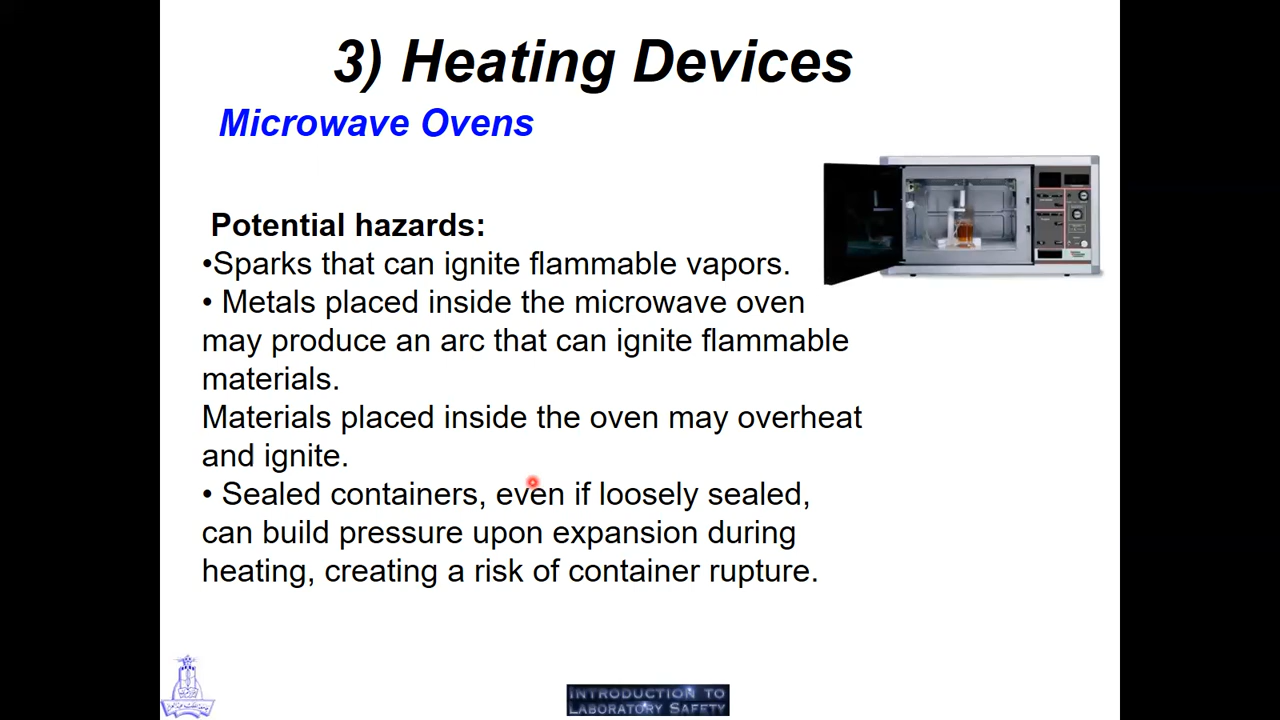 3) Heating Devices
Microwave Ovens
Potential hazards:
•Sparks that can ignite flammable vapors.
• Metals placed inside the microwave oven
may produce an arc that can ignite flammable
materials.
Materials placed inside the oven may overheat
and ignite.
• Sealed containers, even if loosely sealed,
can build pressure upon expansion during
heating, creating a risk of container rupture.
INTRODUCTION TO
LABORATORY SAFETY